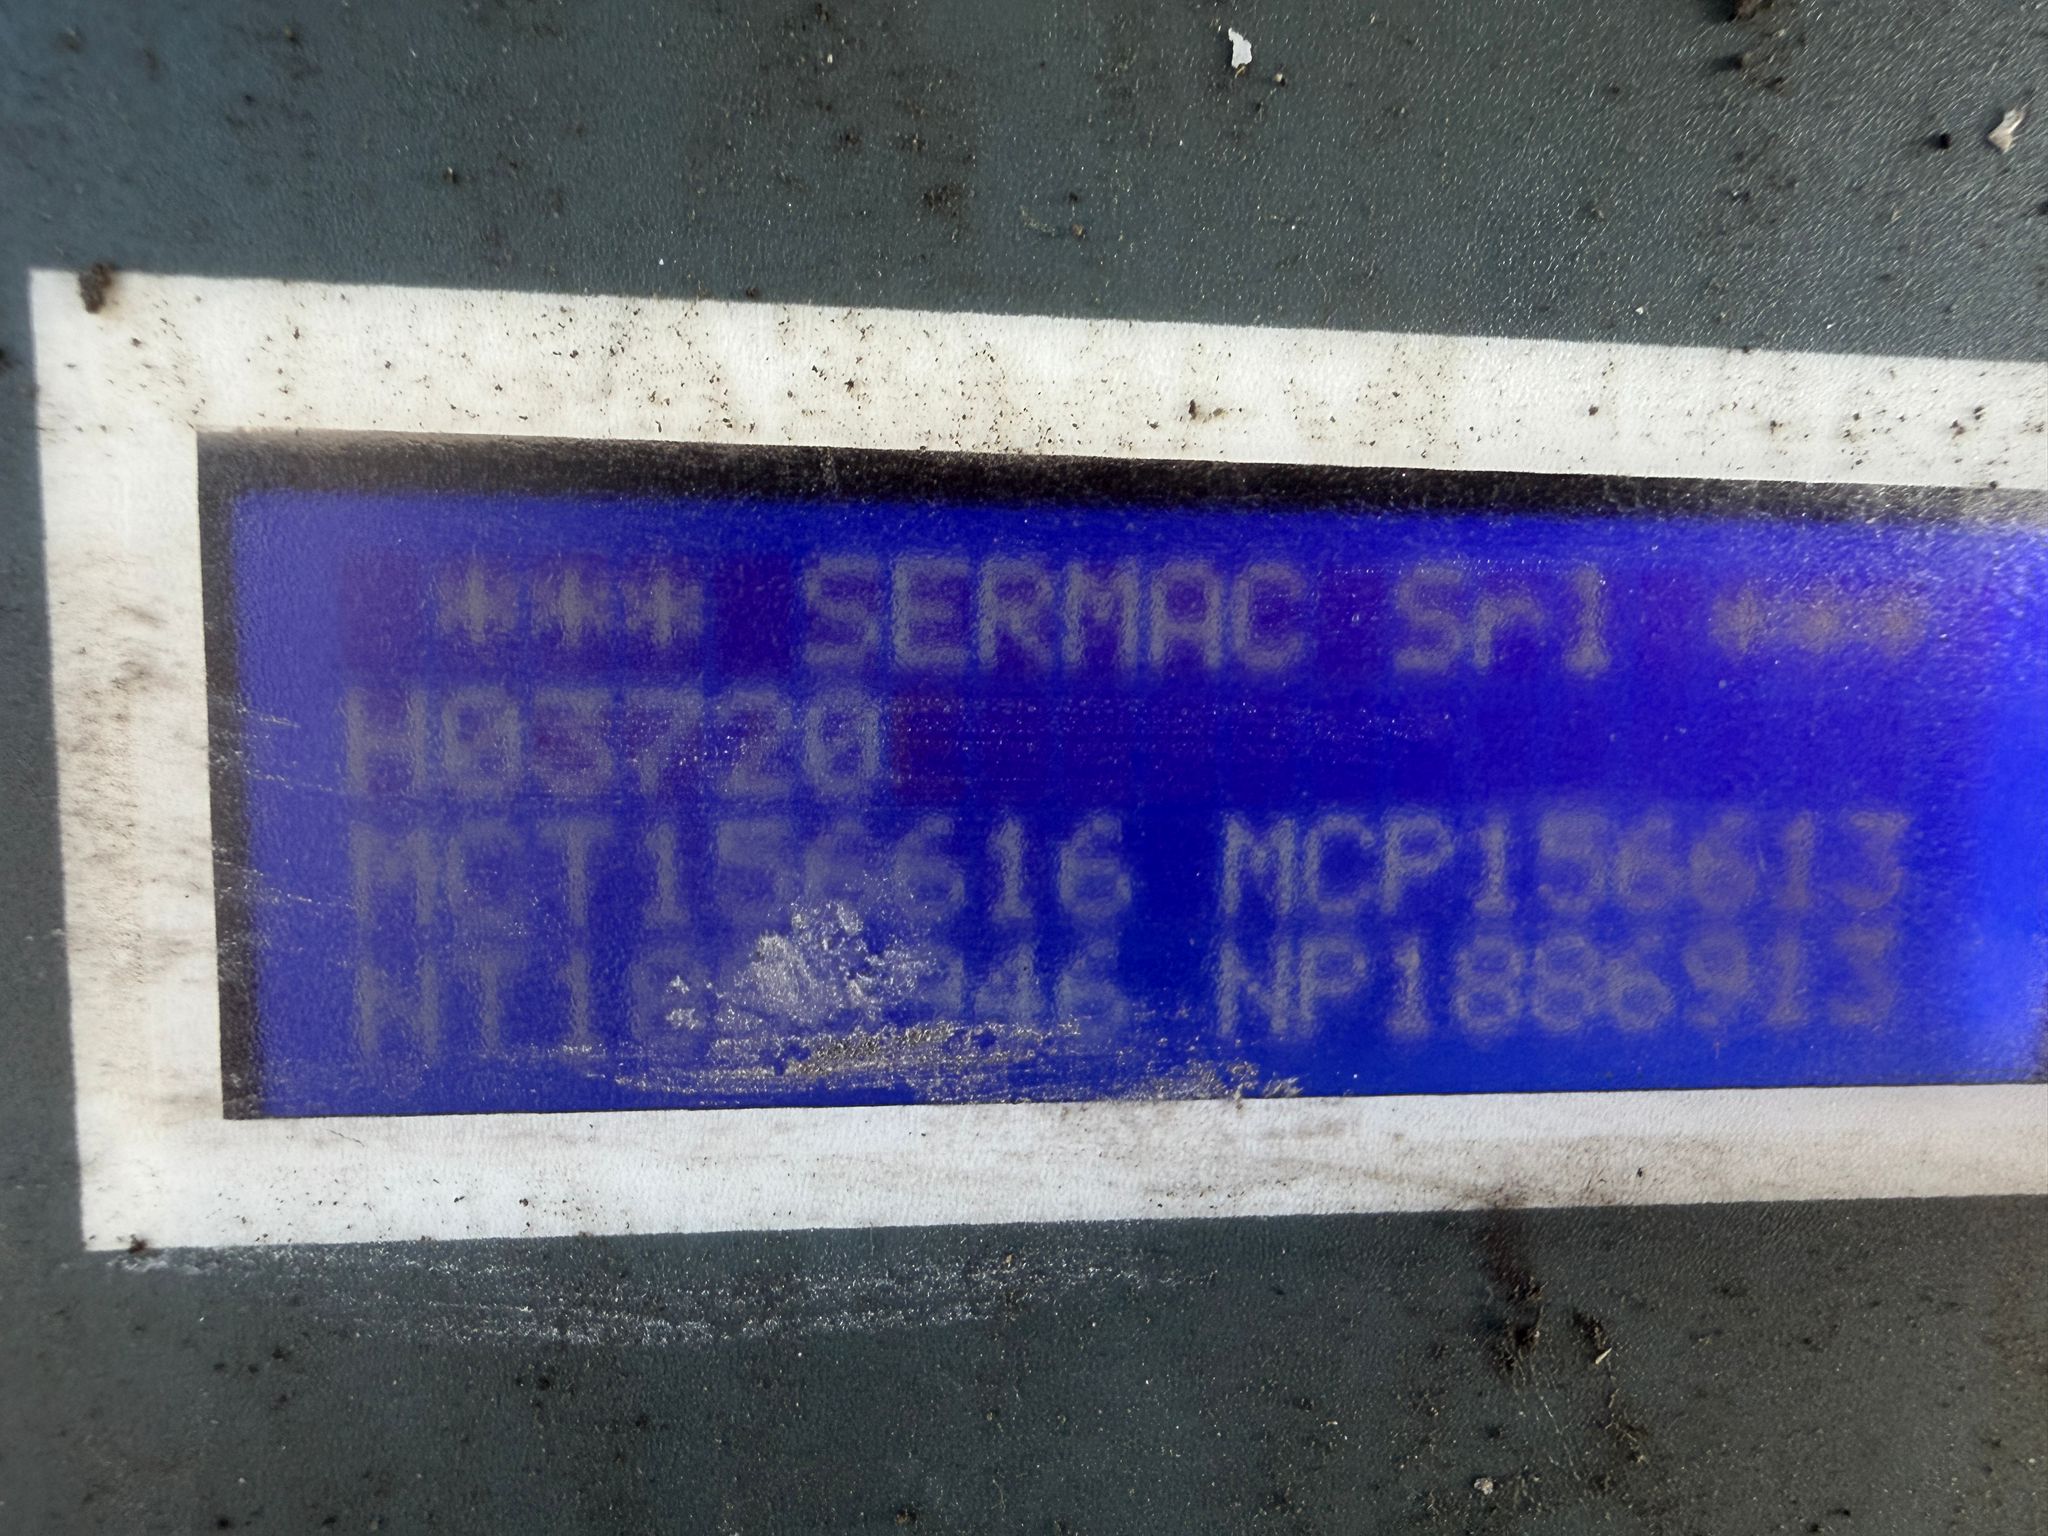 *** SERMAC Srl ***
H03720
MCT156616 MCP156613
NP1886913